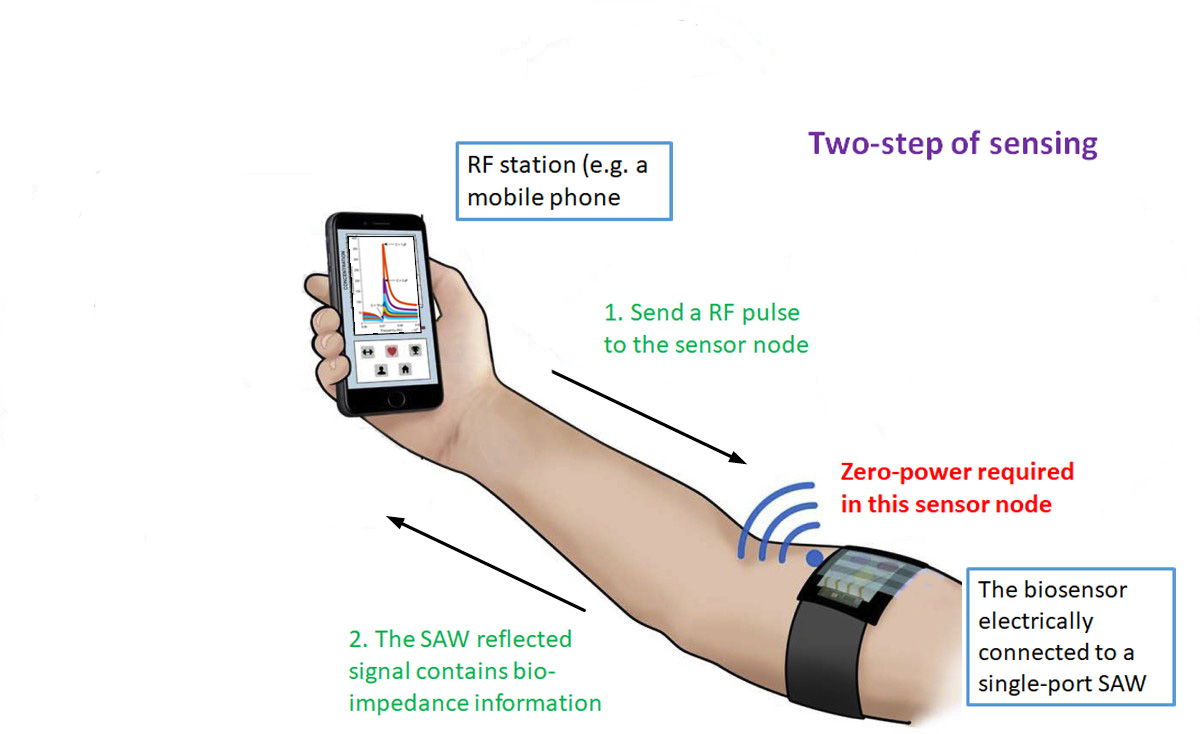 Two-step of sensing
RF station (e.g. a
mobile phone
CONCENTRATION
1. Send a RF pulse
to the sensor node
Zero-power required
in this sensor node
The biosensor
electrically
connected to a
single-port SAW
2. The SAW reflected
signal contains bio-
impedance information